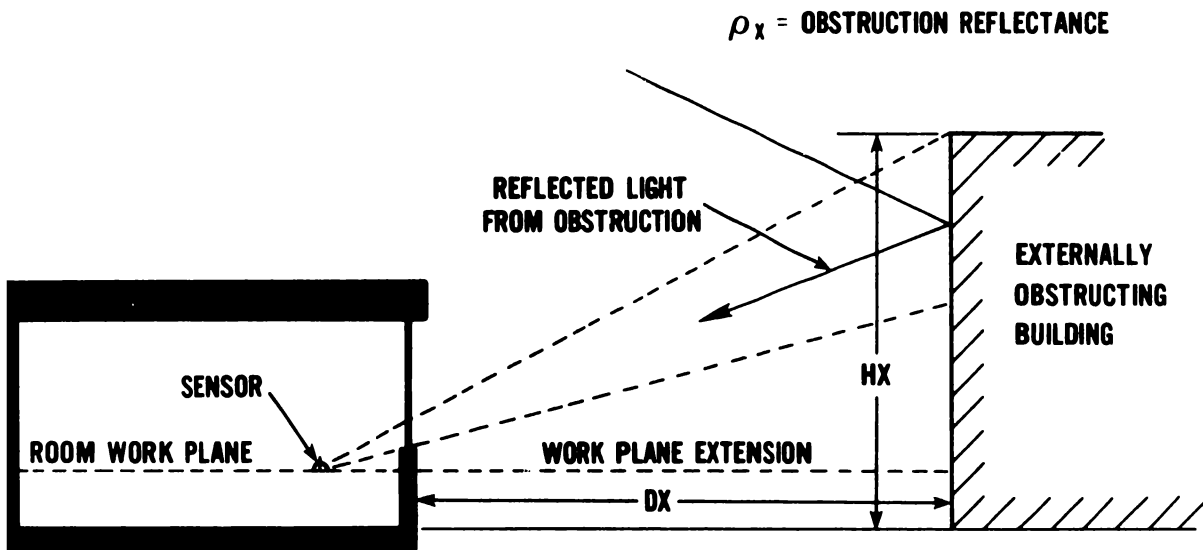 ρx = OBSTRUCTION REFLECTANCE
REFLECTED LIGHT
FROM OBSTRUCTION
EXTERNALLY
OBSTRUCTING
BUILDING
HX
SENSOR
ROOM WORK PLANE
WORK PLANE EXTENSION
DX